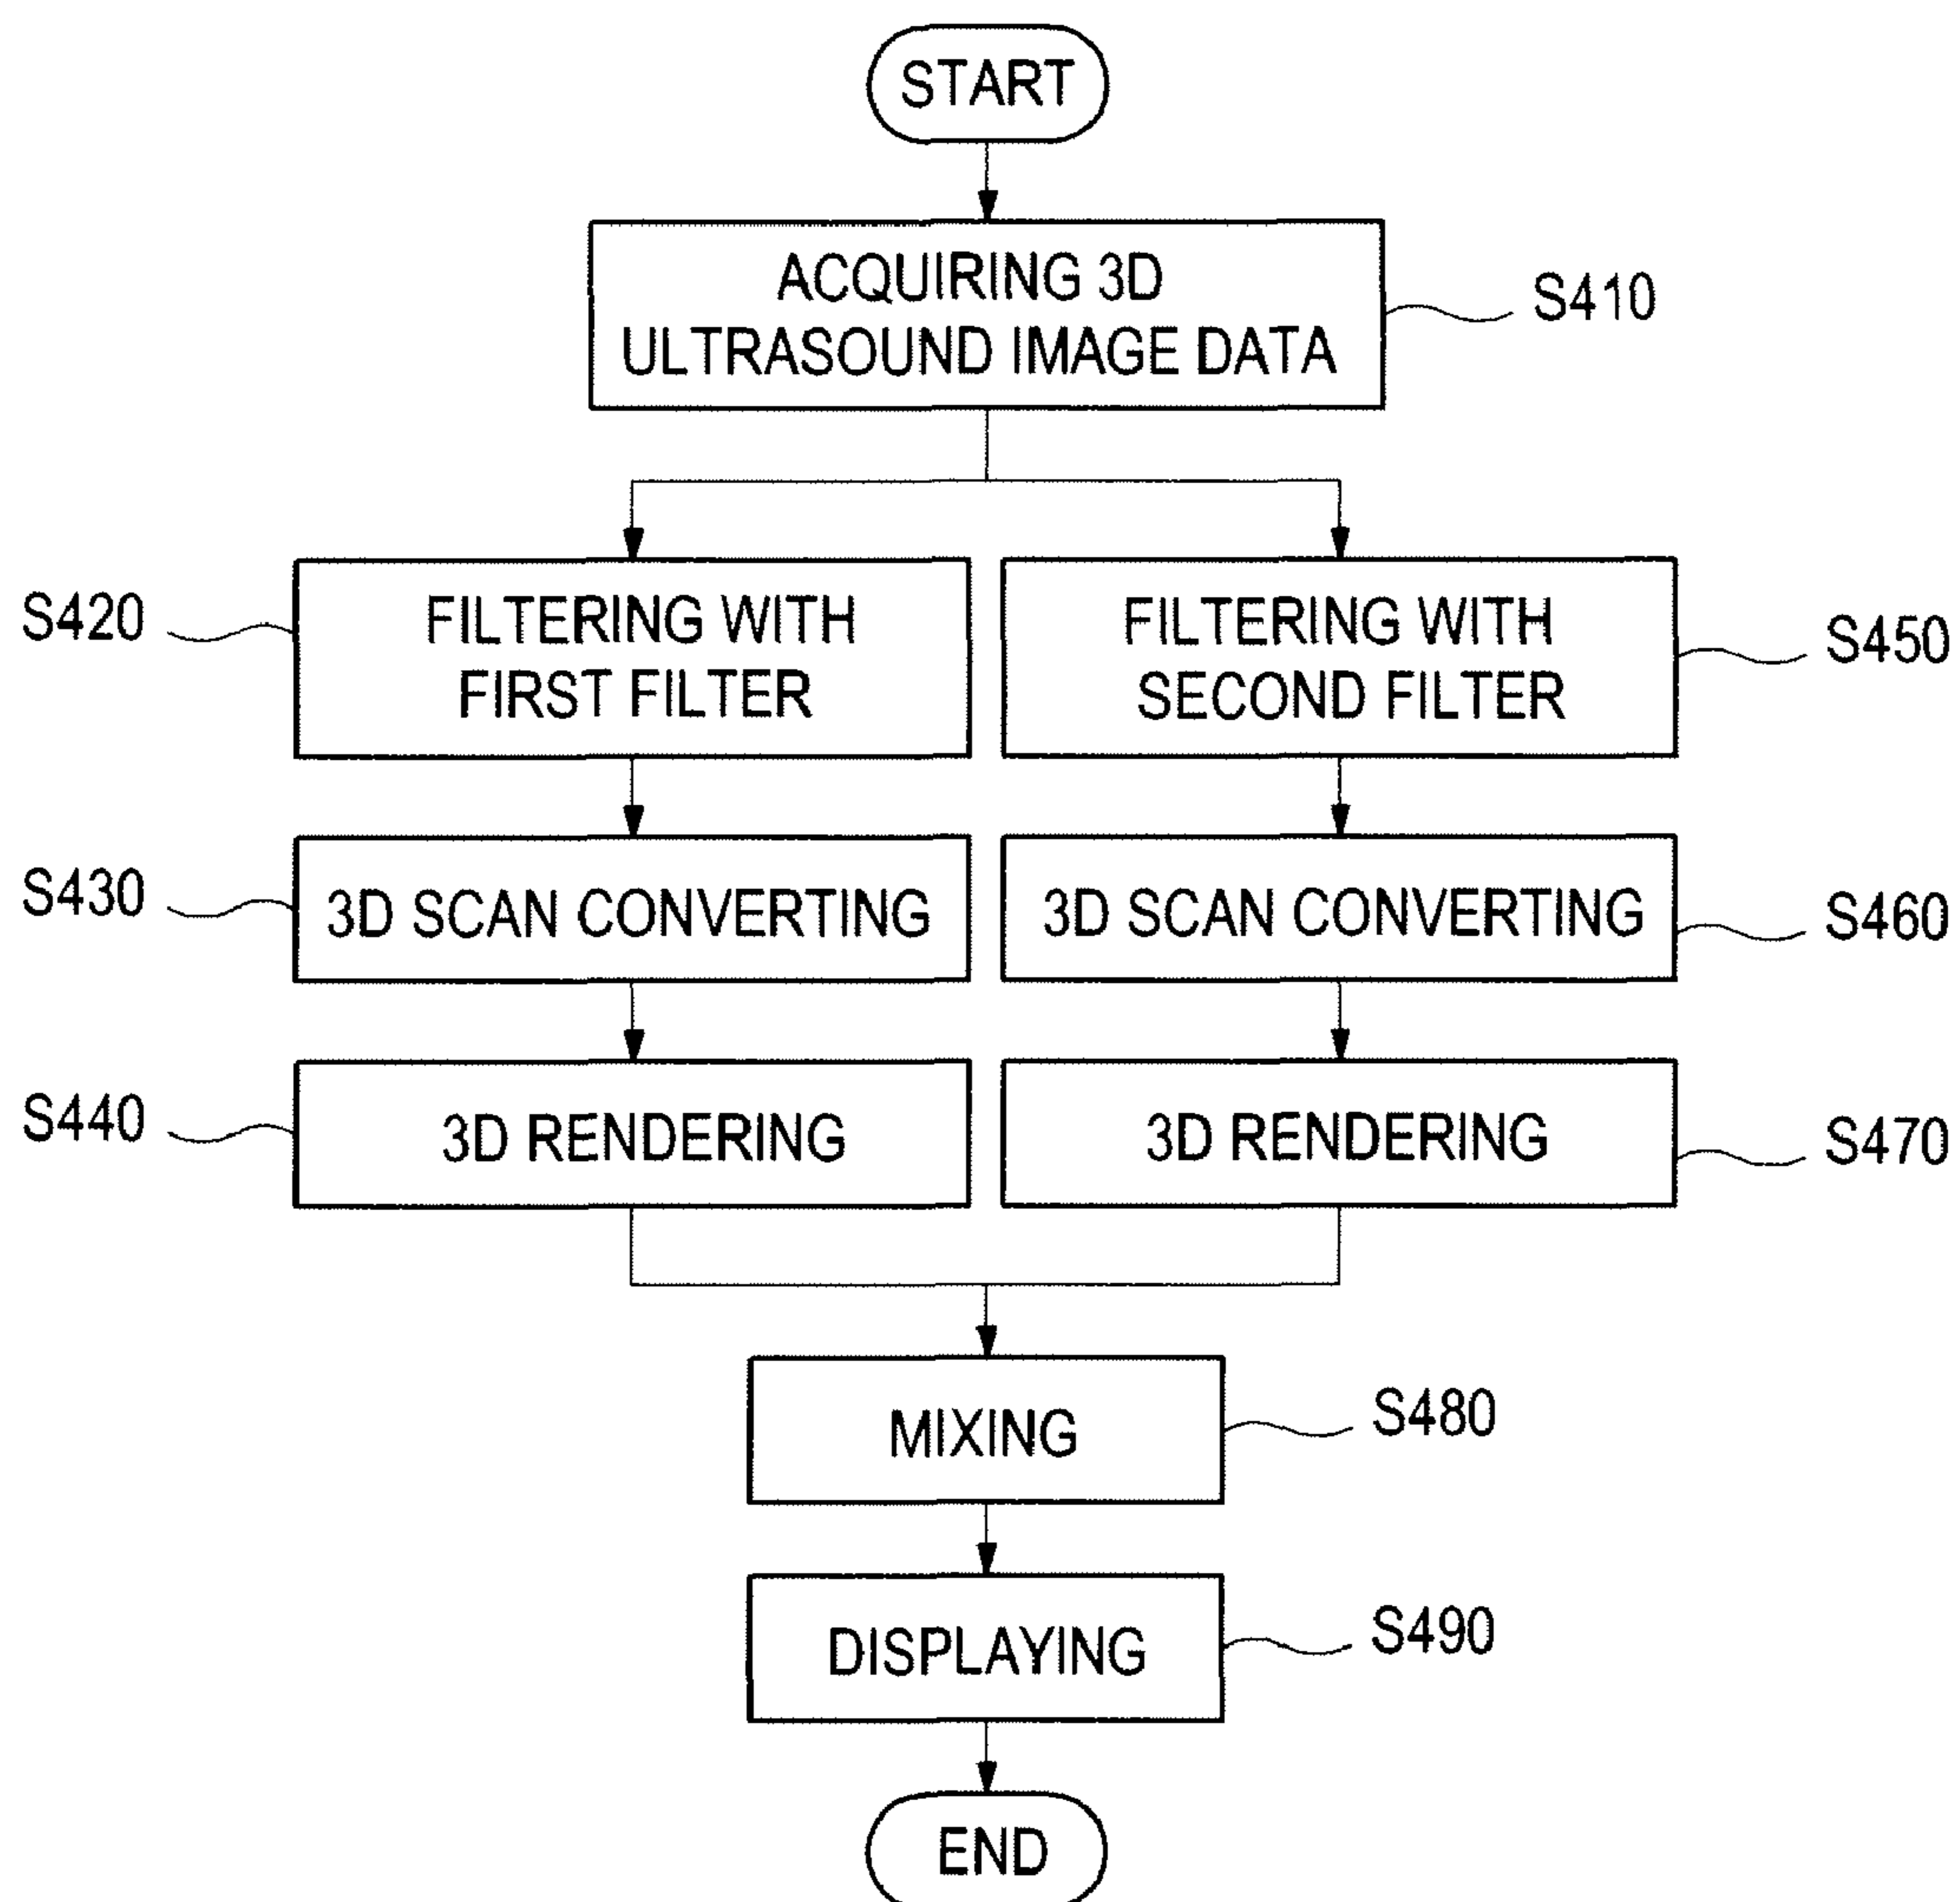 START
ACQUIRING 3D
ULTRASOUND IMAGE DATA
S410
S420
FILTERING WITH
FIRST FILTER
FILTERING WITH
SECOND FILTER
S450
S430
3D SCAN CONVERTING
3D SCAN CONVERTING
S460
S440
3D RENDERING
3D RENDERING
S470
MIXING
S480
DISPLAYING
S490
END